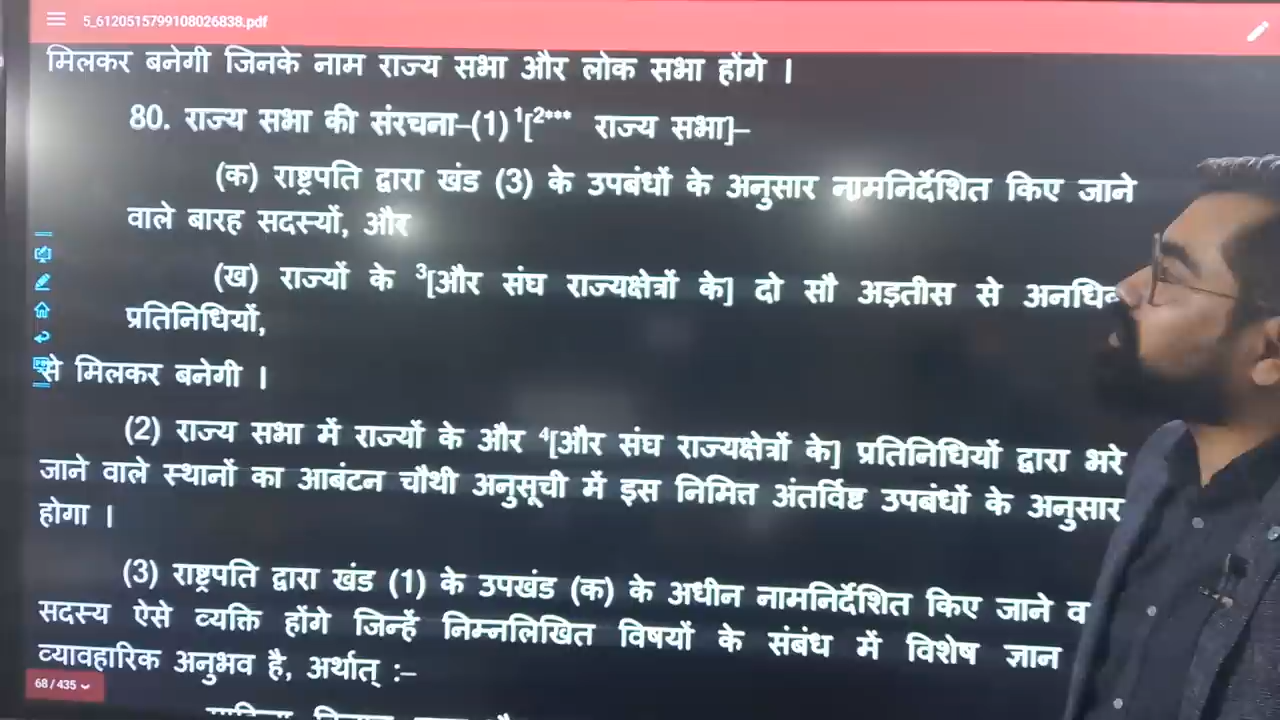 5_6120515799108026838.pdf
मिलकर बनेगी जिनके नाम राज्य सभा और लोक सभा होंगे ।
80. राज्य सभा की संरचना–(1) ¹[²*** राज्य सभा]–
(क) राष्ट्रपति द्वारा खंड (3) के उपबंधों के अनुसार नामनिर्देशित किए जाने
वाले बारह सदस्यों, और
(ख) राज्यों के ³[और संघ राज्यक्षेत्रों के] दो सौ अड़तीस से
प्रतिनिधियों,
से मिलकर बनेगी ।
(2) राज्य सभा में राज्यों के और ⁴[और संघ राज्यक्षेत्रों के] प्रतिनिधियों द्वारा भरे
जाने वाले स्थानों का आबंटन चौथी अनुसूची में इस निमित्त अंतर्विष्ट उपबंधों के अनुसार
होगा ।
(3) राष्ट्रपति द्वारा खंड (1) के उपखंड (क) के अधीन नामनिर्देशित किए जाने
सदस्य ऐसे व्यक्ति होंगे जिन्हें निम्नलिखित विषयों के संबंध में विशेष ज्ञान
व्यावहारिक अनुभव है, अर्थात् :–
68 / 435